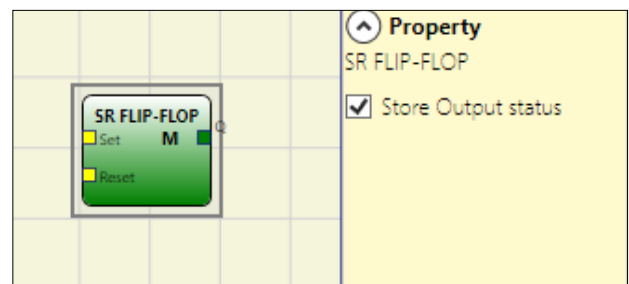 Property
SR FLIP-FLOP
Store Output status
SR FLIP-FLOP
Set M Q
Reset